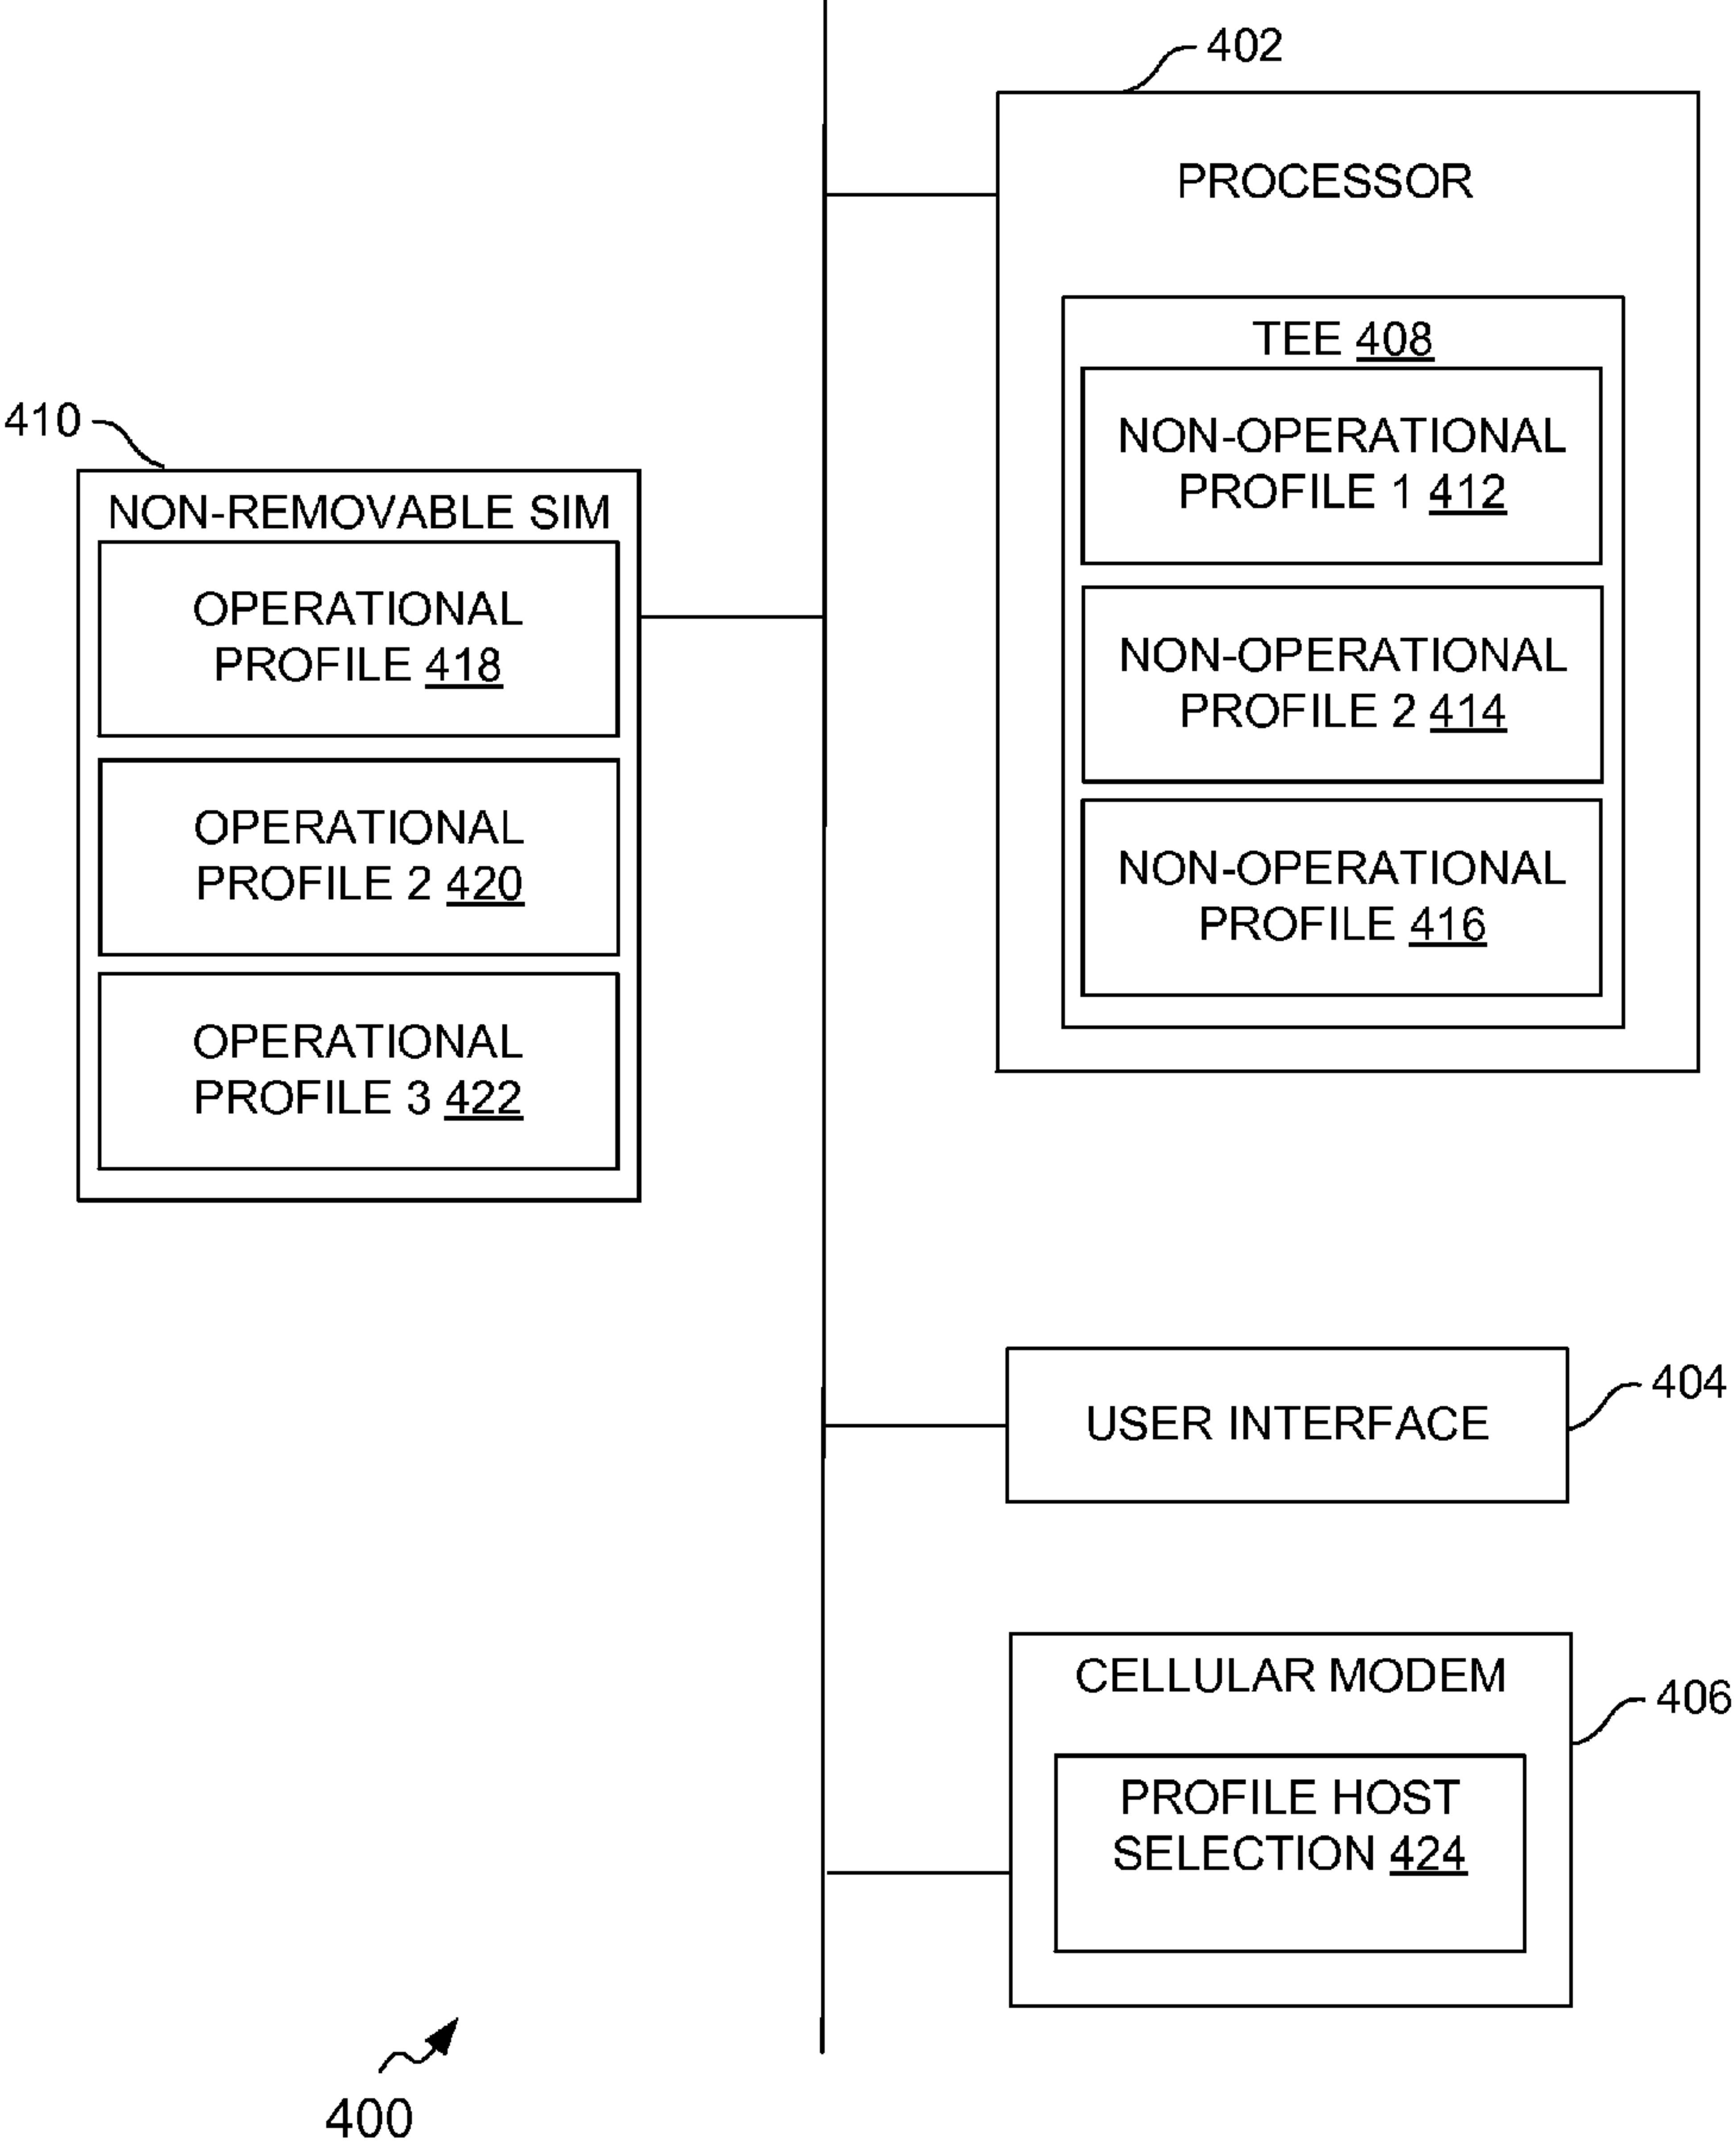 402
PROCESSOR
TEE 408
NON-OPERATIONAL
PROFILE 1 412
NON-OPERATIONAL
PROFILE 2 414
NON-OPERATIONAL
PROFILE 416
410
NON-REMOVABLE SIM
OPERATIONAL
PROFILE 418
OPERATIONAL
PROFILE 2 420
OPERATIONAL
PROFILE 3 422
USER INTERFACE
404
CELLULAR MODEM
406
PROFILE HOST
SELECTION 424
400